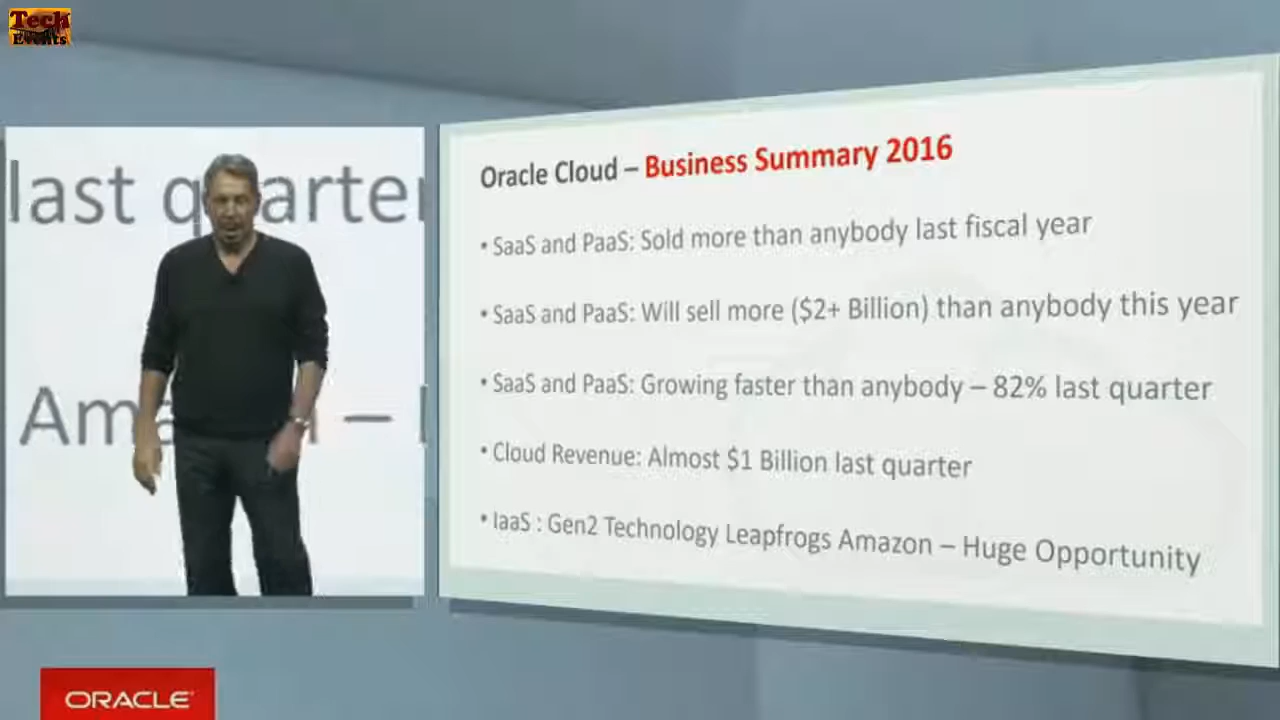 Tech
Events
last quarter
Oracle Cloud – Business Summary 2016
• SaaS and PaaS: Sold more than anybody last fiscal year
• SaaS and PaaS: Will sell more ($2+ Billion) than anybody this year
• SaaS and PaaS: Growing faster than anybody – 82% last quarter
Amazon –
• Cloud Revenue: Almost $1 Billion last quarter
• IaaS : Gen2 Technology Leapfrogs Amazon – Huge Opportunity
ORACLE